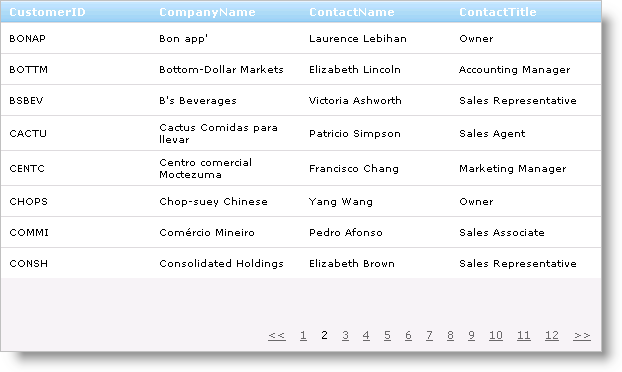 CustomerID CompanyName ContactName ContactTitle
BONAP Bon app' Laurence Lebihan Owner
BOTTM Bottom-Dollar Markets Elizabeth Lincoln Accounting Manager
BSBEV B's Beverages Victoria Ashworth Sales Representative
CACTU Cactus Comidas para llevar Patricio Simpson Sales Agent
CENTC Centro comercial Moctezuma Francisco Chang Marketing Manager
CHOPS Chop-suey Chinese Yang Wang Owner
COMMI Comércio Mineiro Pedro Afonso Sales Associate
CONSH Consolidated Holdings Elizabeth Brown Sales Representative
<< 1 2 3 4 5 6 7 8 9 10 11 12 >>